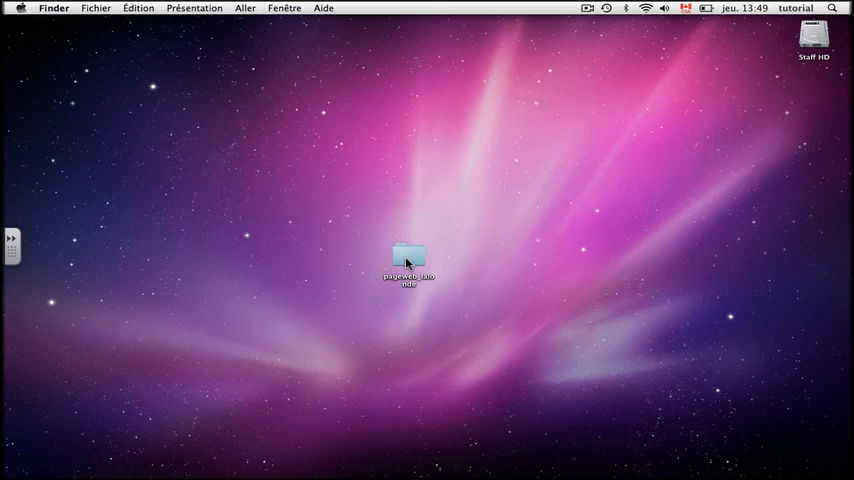 Finder Fichier Édition Présentation Aller Fenêtre Aide jeu. 13:49 tutorial
Staff HD
pageweb_lalo
nde